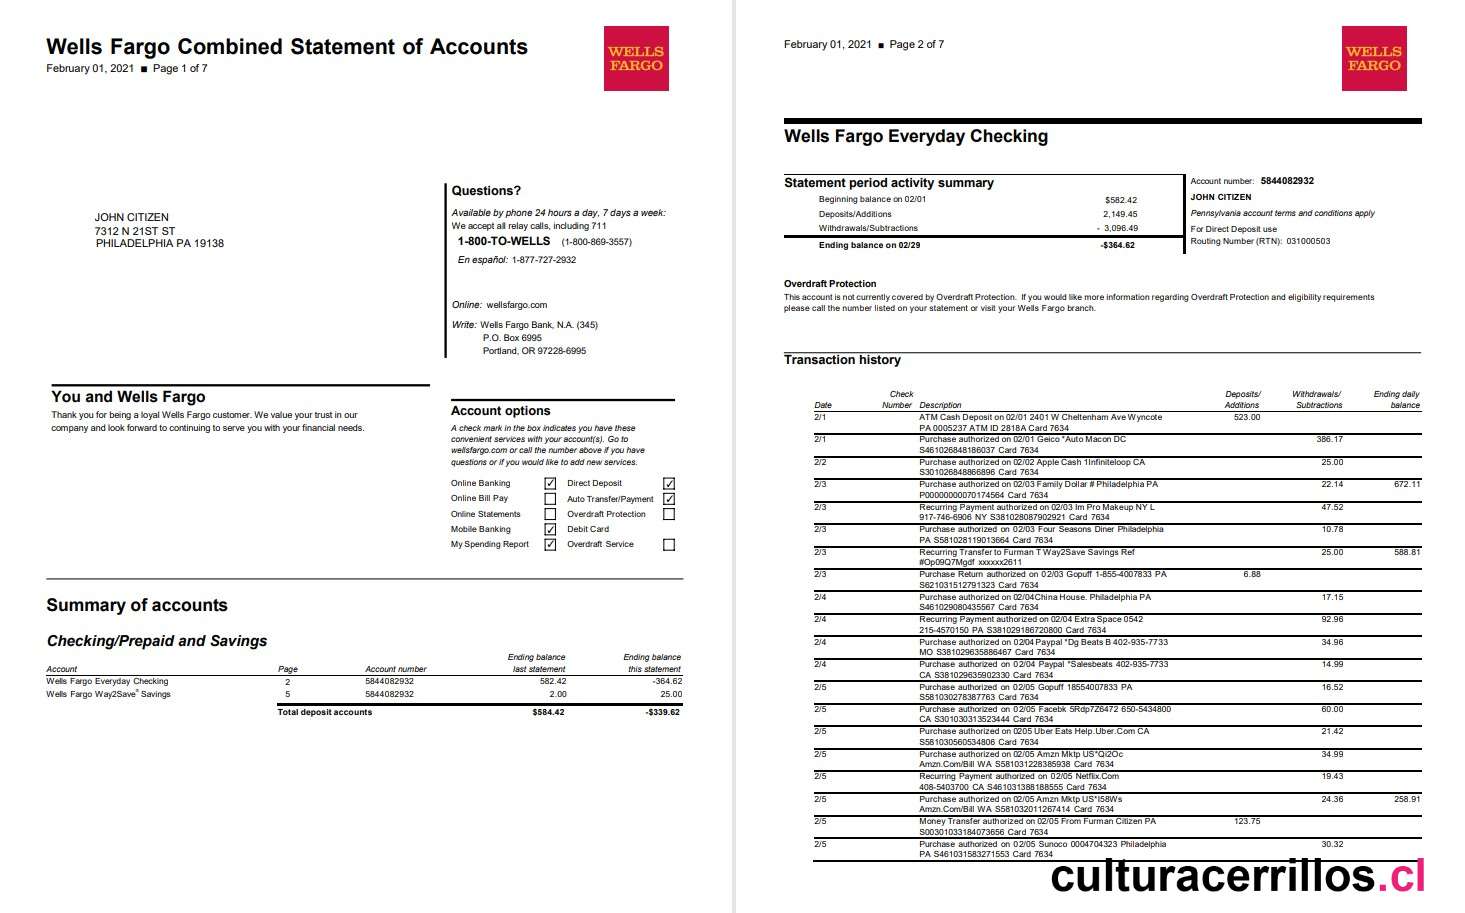 Wells Fargo Combined Statement of Accounts
February 01, 2021 ■ Page 1 of 7
WELLS
FARGO
JOHN CITIZEN
7312 N 21ST ST
PHILADELPHIA PA 19138
Questions?
Available by phone 24 hours a day, 7 days a week:
We accept all relay calls, including 711
1-800-TO-WELLS (1-800-869-3557)
En español: 1-877-727-2932
Online: wellsfargo.com
Write: Wells Fargo Bank, N.A. (345)
P.O. Box 6995
Portland, OR 97228-6995
You and Wells Fargo
Thank you for being a loyal Wells Fargo customer. We value your trust in our
company and look forward to continuing to serve you with your financial needs.
Account options
A check mark in the box indicates you have these
convenient services with your account(s). Go to
wellsfargo.com or call the number above if you have
questions or if you would like to add new services.
Online Banking ✓ Direct Deposit ✓
Online Bill Pay Auto Transfer/Payment ✓
Online Statements Overdraft Protection
Mobile Banking ✓ Debit Card
My Spending Report ✓ Overdraft Service
Summary of accounts
Checking/Prepaid and Savings
Ending balance Ending balance
Account Page Account number last statement this statement
Wells Fargo Everyday Checking 2 5844082932 582.42 -364.62
Wells Fargo Way2Save® Savings 5 5844082932 2.00 25.00
Total deposit accounts $584.42 -$339.62
February 01, 2021 ■ Page 2 of 7
WELLS
FARGO
Wells Fargo Everyday Checking
Statement period activity summary
Beginning balance on 02/01 $582.42
Deposits/Additions 2,149.45
Withdrawals/Subtractions - 3,096.49
Ending balance on 02/29 -$364.62
Account number: 5844082932
JOHN CITIZEN
Pennsylvania account terms and conditions apply
For Direct Deposit use
Routing Number (RTN): 031000503
Overdraft Protection
This account is not currently covered by Overdraft Protection. If you would like more information regarding Overdraft Protection and eligibility requirements
please call the number listed on your statement or visit your Wells Fargo branch.
Transaction history
Check Deposits/ Withdrawals/ Ending daily
Date Number Description Additions Subtractions balance
2/1 ATM Cash Deposit on 02/01 2401 W Cheltenham Ave Wyncote 523.00
PA 0005237 ATM ID 2818A Card 7634
2/1 Purchase authorized on 02/01 Geico *Auto Macon DC 386.17
S461026848186037 Card 7634
2/2 Purchase authorized on 02/02 Apple Cash 1Infiniteloop CA 25.00
S301026848866896 Card 7634
2/3 Purchase authorized on 02/03 Family Dollar # Philadelphia PA 22.14 672.11
P00000000070174564 Card 7634
2/3 Recurring Payment authorized on 02/03 Im Pro Makeup NY L 47.52
917-746-6906 NY S381028087902921 Card 7634
2/3 Purchase authorized on 02/03 Four Seasons Diner Philadelphia 10.78
PA S581028119013664 Card 7634
2/3 Recurring Transfer to Furman T Way2Save Savings Ref 25.00 588.81
#Op09Q7Mgdf xxxxxx2611
2/3 Purchase Return authorized on 02/03 Gopuff 1-855-4007833 PA 6.88
S621031512791323 Card 7634
2/4 Purchase authorized on 02/04China House. Philadelphia PA 17.15
S461029080435567 Card 7634
2/4 Recurring Payment authorized on 02/04 Extra Space 0542 92.96
215-4570150 PA S381029186720800 Card 7634
2/4 Purchase authorized on 02/04 Paypal *Dg Beats B 402-935-7733 34.96
MO S381029635886467 Card 7634
2/4 Purchase authorized on 02/04 Paypal *Salesbeats 402-935-7733 14.99
CA S381029635902330 Card 7634
2/5 Purchase authorized on 02/05 Gopuff 18554007833 PA 16.52
S581030278387763 Card 7634
2/5 Purchase authorized on 02/05 Facebk 5Rdp7Z6472 650-5434800 60.00
CA S301030313523444 Card 7634
2/5 Purchase authorized on 0205 Uber Eats Help.Uber.Com CA 21.42
S581030560534806 Card 7634
2/5 Purchase authorized on 02/05 Amzn Mktp US*Qi2Oc 34.99
Amzn.Com/Bill WA S581031228385938 Card 7634
2/5 Recurring Payment authorized on 02/05 Netflix.Com 19.43
408-5403700 CA S461031388188555 Card 7634
2/5 Purchase authorized on 02/05 Amzn Mktp US*I58Ws 24.36 258.91
Amzn.Com/Bill WA S581032011267414 Card 7634
2/5 Money Transfer authorized on 02/05 From Furman Citizen PA 123.75
S00301033184073656 Card 7634
2/5 Purchase authorized on 02/05 Sunoco 0004704323 Philadelphia 30.32
PA S461031583271553 Card 7634
culturacerrillos.cl